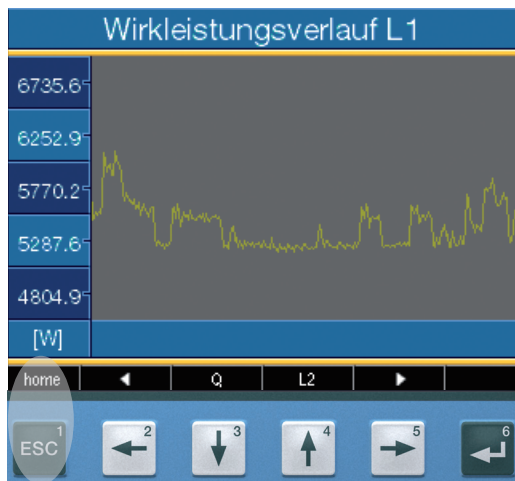 Wirkleistungsverlauf L1
6735.6
6252.9
5770.2
5287.6
4804.9
[W]
home ◄ Q L2 ►
ESC 1 2 3 4 5 6